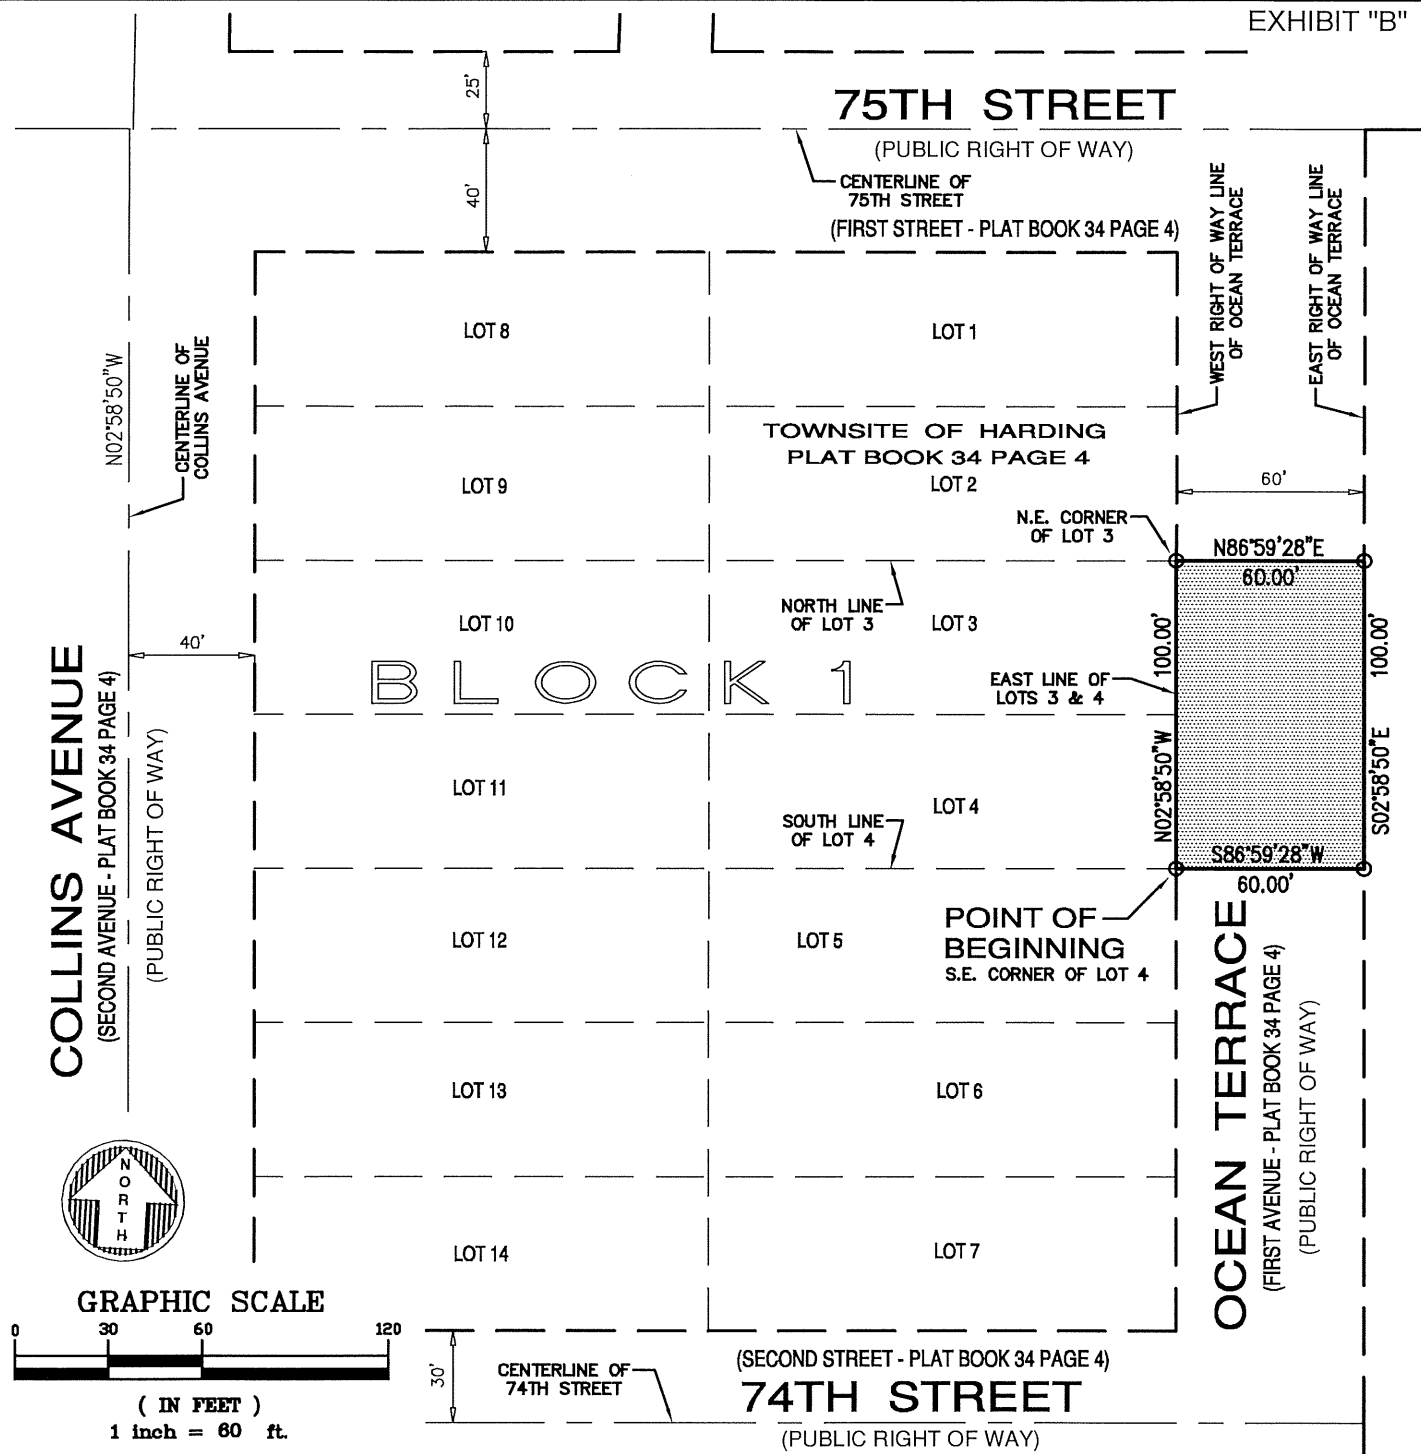 EXHIBIT "B"
25'
75TH STREET
(PUBLIC RIGHT OF WAY)
40'
CENTERLINE OF
75TH STREET
(FIRST STREET - PLAT BOOK 34 PAGE 4)
WEST RIGHT OF WAY LINE
OF OCEAN TERRACE
EAST RIGHT OF WAY LINE
OF OCEAN TERRACE
LOT 8
LOT 1
N02°58'50"W
CENTERLINE OF
COLLINS AVENUE
TOWNSITE OF HARDING
PLAT BOOK 34 PAGE 4
LOT 9
LOT 2
60'
N.E. CORNER
OF LOT 3
N86°59'28"E
60.00'
NORTH LINE
OF LOT 3
LOT 10
LOT 3
40'
100.00'
100.00'
BLOCK 1
EAST LINE OF
LOTS 3 & 4
COLLINS AVENUE
(SECOND AVENUE - PLAT BOOK 34 PAGE 4)
(PUBLIC RIGHT OF WAY)
N02°58'50"W
S02°58'50"E
LOT 11
LOT 4
SOUTH LINE
OF LOT 4
S86°59'28"W
60.00'
POINT OF
BEGINNING
S.E. CORNER OF LOT 4
LOT 12
LOT 5
OCEAN TERRACE
(FIRST AVENUE - PLAT BOOK 34 PAGE 4)
(PUBLIC RIGHT OF WAY)
LOT 13
LOT 6
NORTH
LOT 14
LOT 7
GRAPHIC SCALE
0 30 60 120
( IN FEET )
1 inch = 60 ft.
30'
CENTERLINE OF
74TH STREET
(SECOND STREET - PLAT BOOK 34 PAGE 4)
74TH STREET
(PUBLIC RIGHT OF WAY)